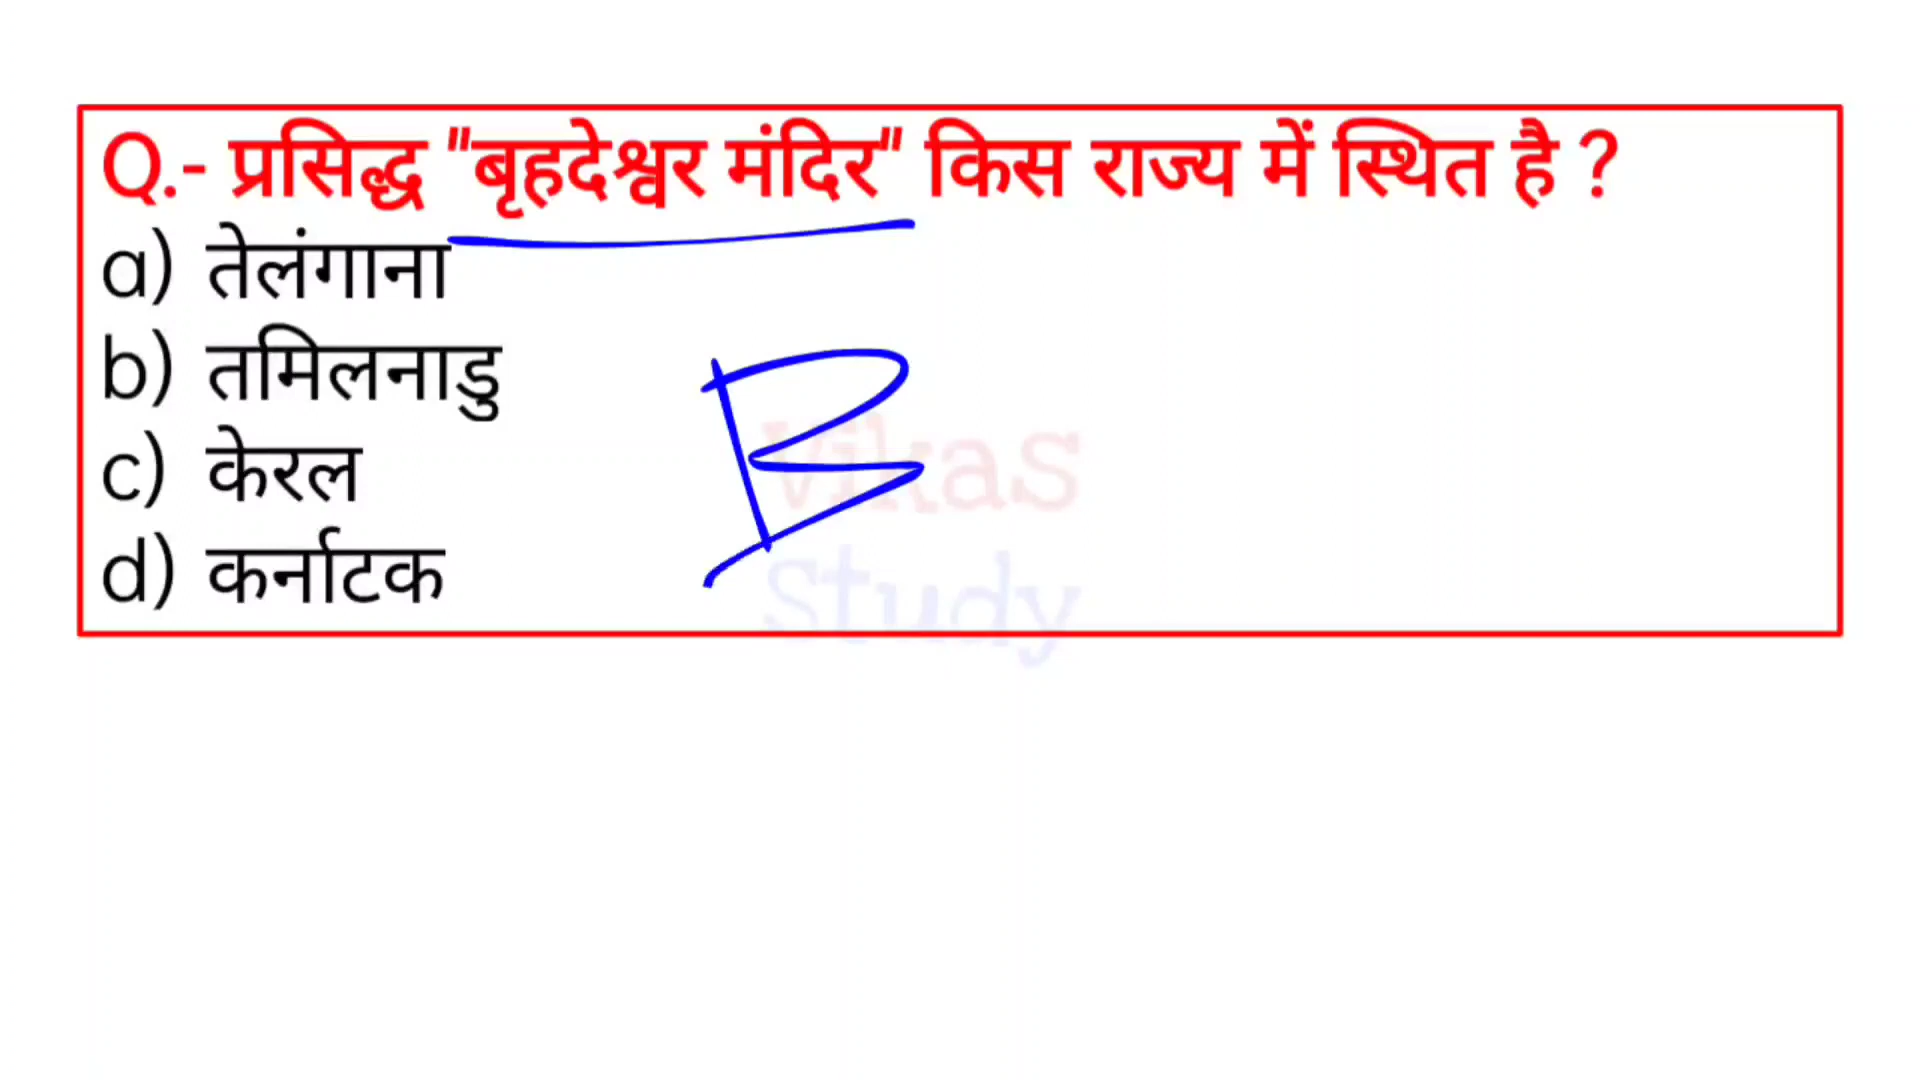 Q.- प्रसिद्ध "बृहदेश्वर मंदिर" किस राज्य में स्थित है ?
a) तेलंगाना
b) तमिलनाडु
B
c) केरल
Vikas
d) कर्नाटक
Study